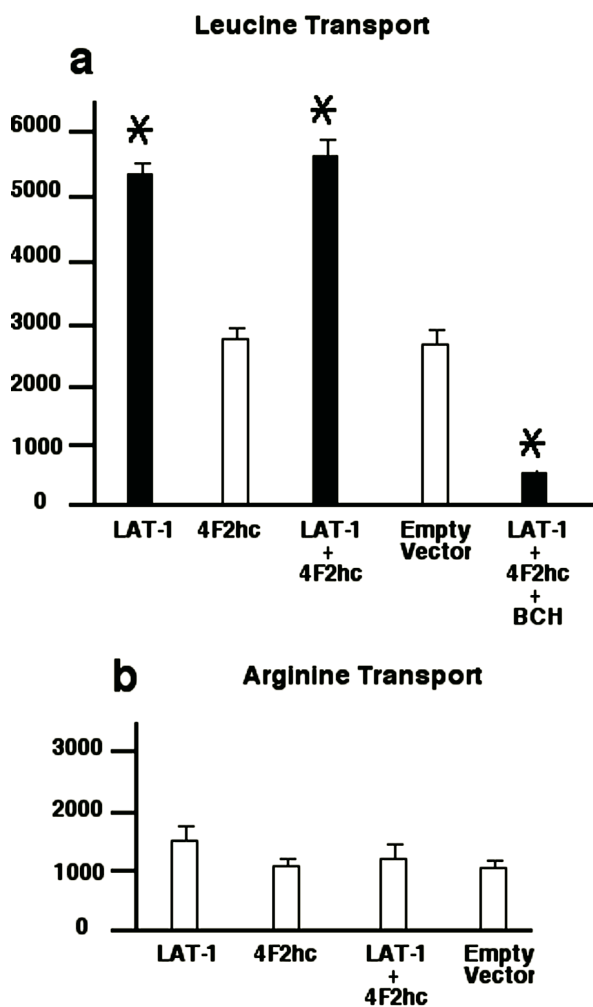 Leucine Transport
a
6000
5000
4000
3000
2000
1000
0
LAT-1
4F2hc
LAT-1
+
4F2hc
Empty
Vector
LAT-1
+
4F2hc
+
BCH
b
Arginine Transport
3000
2000
1000
0
LAT-1
4F2hc
LAT-1
+
4F2hc
Empty
Vector